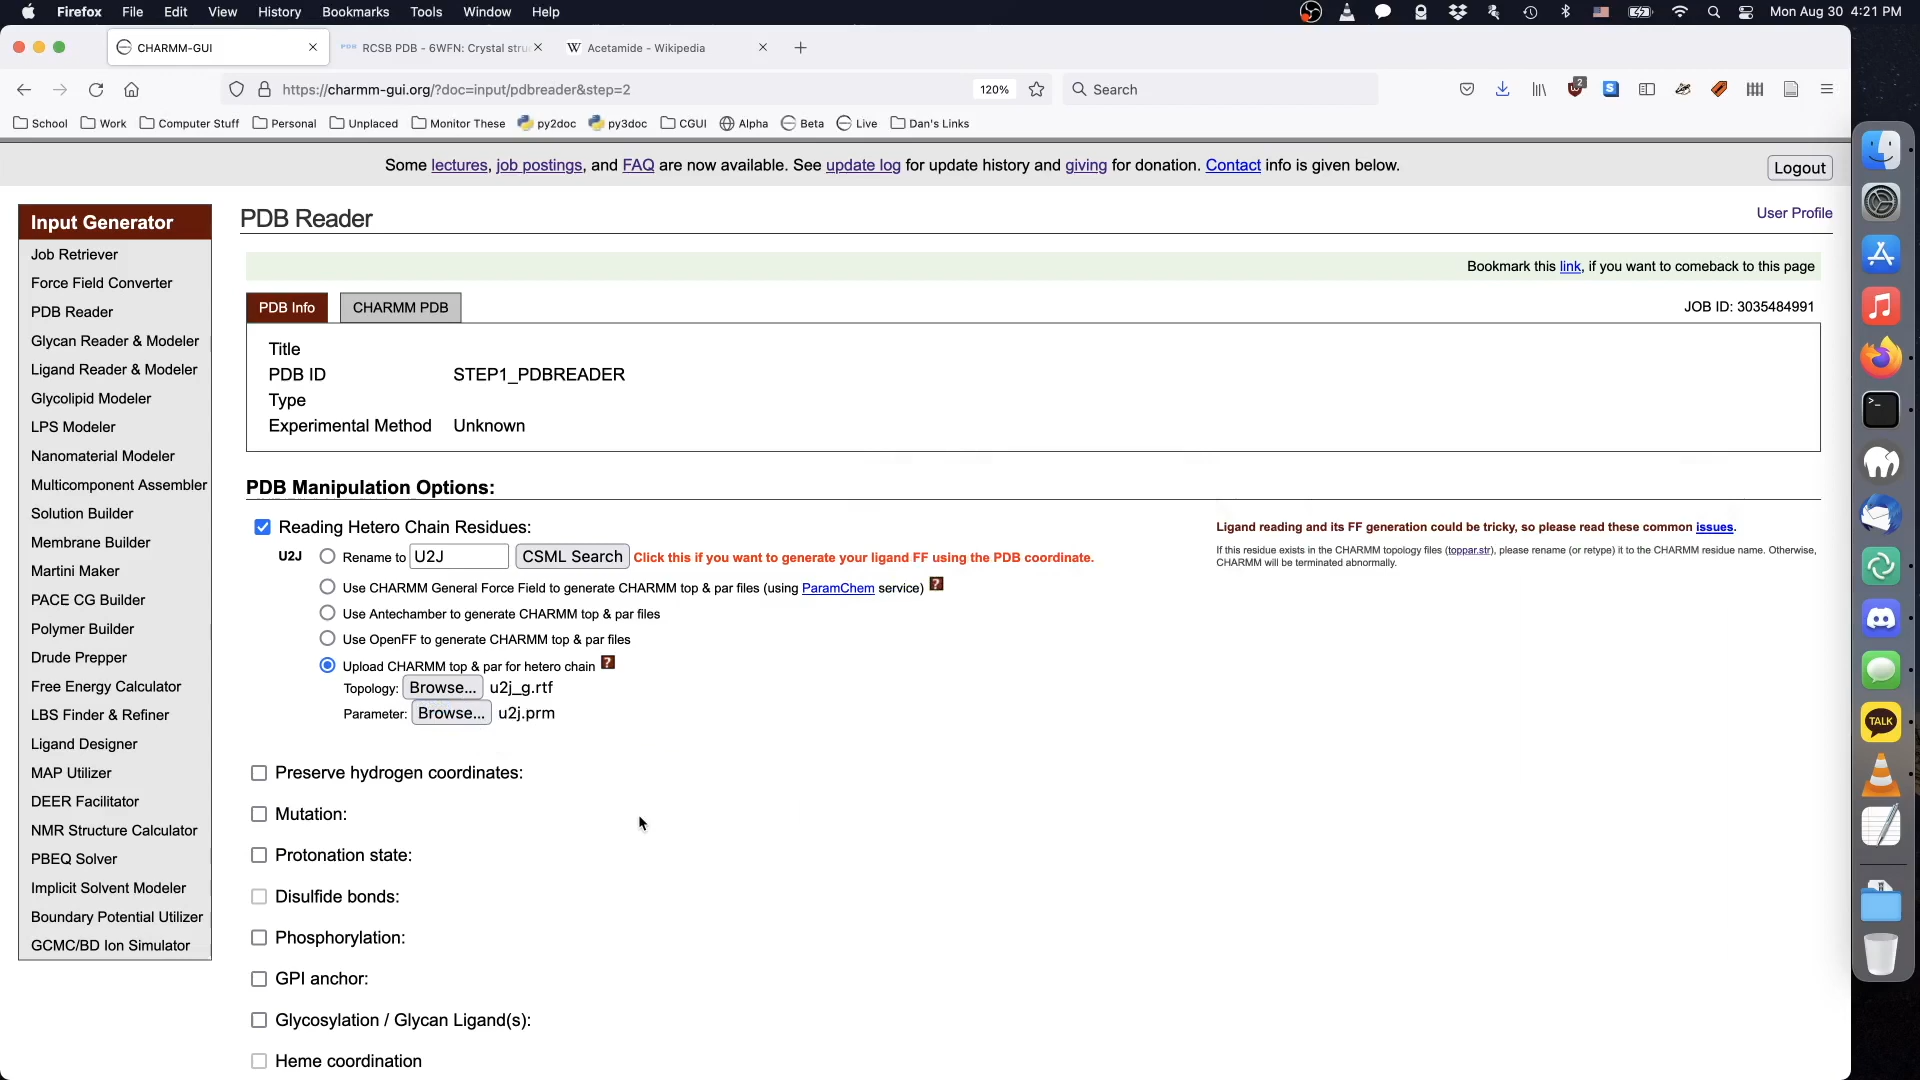 Firefox File Edit View History Bookmarks Tools Window Help Mon Aug 30 4:21 PM
CHARMM-GUI RCSB PDB - 6WFN: Crystal stru Acetamide - Wikipedia
https://charmm-gui.org/?doc=input/pdbreader&step=2 120% Search 2
School Work Computer Stuff Personal Unplaced Monitor These py2doc py3doc CGUI Alpha Beta Live Dan's Links
Some lectures, job postings, and FAQ are now available. See update log for update history and giving for donation. Contact info is given below.
Logout
Input Generator
Job Retriever
Force Field Converter
PDB Reader
Glycan Reader & Modeler
Ligand Reader & Modeler
Glycolipid Modeler
LPS Modeler
Nanomaterial Modeler
Multicomponent Assembler
Solution Builder
Membrane Builder
Martini Maker
PACE CG Builder
Polymer Builder
Drude Prepper
Free Energy Calculator
LBS Finder & Refiner
Ligand Designer
MAP Utilizer
DEER Facilitator
NMR Structure Calculator
PBEQ Solver
Implicit Solvent Modeler
Boundary Potential Utilizer
GCMC/BD Ion Simulator
PDB Reader
User Profile
Bookmark this link, if you want to comeback to this page
PDB Info CHARMM PDB
JOB ID: 3035484991
Title
PDB ID STEP1_PDBREADER
Type
Experimental Method Unknown
PDB Manipulation Options:
Reading Hetero Chain Residues:
U2J Rename to U2J CSML Search Click this if you want to generate your ligand FF using the PDB coordinate.
Use CHARMM General Force Field to generate CHARMM top & par files (using ParamChem service) ?
Use Antechamber to generate CHARMM top & par files
Use OpenFF to generate CHARMM top & par files
Upload CHARMM top & par for hetero chain ?
Topology: Browse... u2j_g.rtf
Parameter: Browse... u2j.prm
Ligand reading and its FF generation could be tricky, so please read these common issues.
If this residue exists in the CHARMM topology files (toppar.str), please rename (or retype) it to the CHARMM residue name. Otherwise,
CHARMM will be terminated abnormally.
Preserve hydrogen coordinates:
Mutation:
Protonation state:
Disulfide bonds:
Phosphorylation:
GPI anchor:
Glycosylation / Glycan Ligand(s):
Heme coordination
TALK